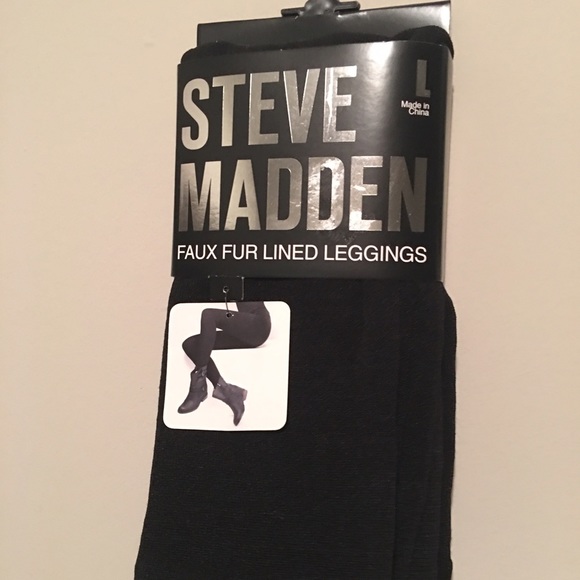 STEVE
MADDEN
FAUX FUR LINED LEGGINGS
L
Made in
China